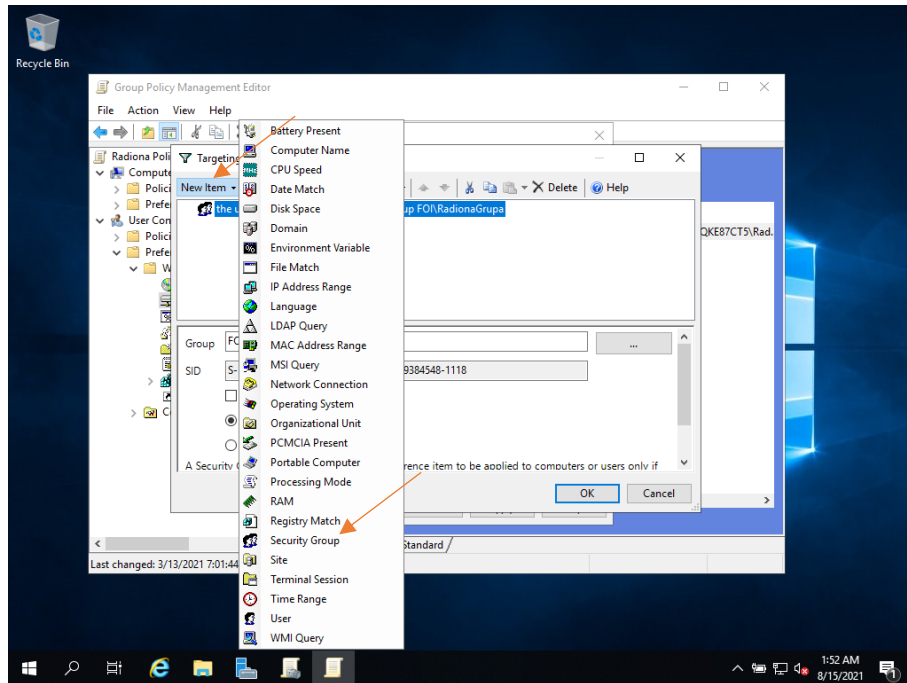 Recycle Bin
Group Policy Management Editor
File Action View Help
Radiona Poli
Compute
Polici
Prefe
User Con
Polici
Prefe
W
C
Targeting
New Item
Delete
Help
the u
up FOI\RadionaGrupa
QKE87CT5\Rad.
Battery Present
Computer Name
CPU Speed
Date Match
Disk Space
Domain
Environment Variable
File Match
IP Address Range
Language
LDAP Query
MAC Address Range
MSI Query
Network Connection
Operating System
Organizational Unit
PCMCIA Present
Portable Computer
Processing Mode
RAM
Registry Match
Security Group
Site
Terminal Session
Time Range
User
WMI Query
Group FO
...
SID S-
9384548-1118
A Security
rence item to be applied to computers or users only if
OK Cancel
Standard
Last changed: 3/13/2021 7:01:44
1:52 AM
8/15/2021
1